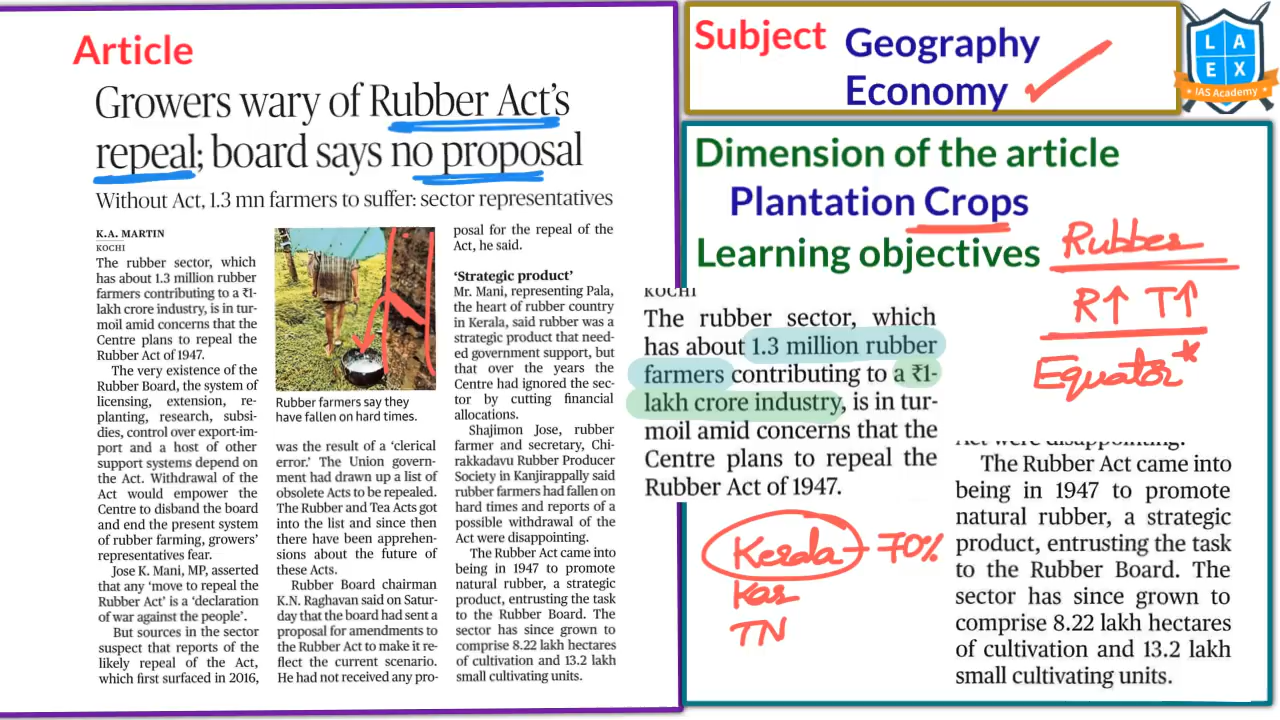 Article
Growers wary of Rubber Act's
repeal; board says no proposal
Without Act, 1.3 mn farmers to suffer: sector representatives
K.A. MARTIN
KOCHI
The rubber sector, which
has about 1.3 million rubber
farmers contributing to a ₹1-
lakh crore industry, is in tur-
moil amid concerns that the
Centre plans to repeal the
Rubber Act of 1947.
The very existence of the
Rubber Board, the system of
licensing, extension, re-
planting, research, subsi-
dies, control over export-im-
port and a host of other
support systems depend on
the Act. Withdrawal of the
Act would empower the
Centre to disband the board
and end the present system
of rubber farming, growers'
representatives fear.
Jose K. Mani, MP, asserted
that any 'move to repeal the
Rubber Act' is a 'declaration
of war against the people'.
But sources in the sector
suspect that reports of the
likely repeal of the Act,
which first surfaced in 2016,
Rubber farmers say they
have fallen on hard times.
was the result of a 'clerical
error.' The Union govern-
ment had drawn up a list of
obsolete Acts to be repealed.
The Rubber and Tea Acts got
into the list and since then
there have been apprehen-
sions about the future of
these Acts.
Rubber Board chairman
K.N. Raghavan said on Satur-
day that the board had sent a
proposal for amendments to
the Rubber Act to make it re-
flect the current scenario.
He had not received any pro-
posal for the repeal of the
Act, he said.
'Strategic product'
Mr. Mani, representing Pala,
the heart of rubber country
in Kerala, said rubber was a
strategic product that need-
ed government support, but
that over the years the
Centre had ignored the sec-
tor by cutting financial
allocations.
Shajimon Jose, rubber
farmer and secretary, Chi-
rakkadavu Rubber Producer
Society in Kanjirappally said
rubber farmers had fallen on
hard times and reports of a
possible withdrawal of the
Act were disappointing.
The Rubber Act came into
being in 1947 to promote
natural rubber, a strategic
product, entrusting the task
to the Rubber Board. The
sector has since grown to
comprise 8.22 lakh hectares
of cultivation and 13.2 lakh
small cultivating units.
Subject
Geography
Economy
L A
E X
IAS Academy
Dimension of the article
Plantation Crops
Learning objectives
Rubber
R↑ T↑
Equator*
KOCHI
The rubber sector, which
has about 1.3 million rubber
farmers contributing to a ₹1-
lakh crore industry, is in tur-
moil amid concerns that the
Centre plans to repeal the
Rubber Act of 1947.
Kerala - 70%
Kar
TN
Act were disappointing.
The Rubber Act came into
being in 1947 to promote
natural rubber, a strategic
product, entrusting the task
to the Rubber Board. The
sector has since grown to
comprise 8.22 lakh hectares
of cultivation and 13.2 lakh
small cultivating units.